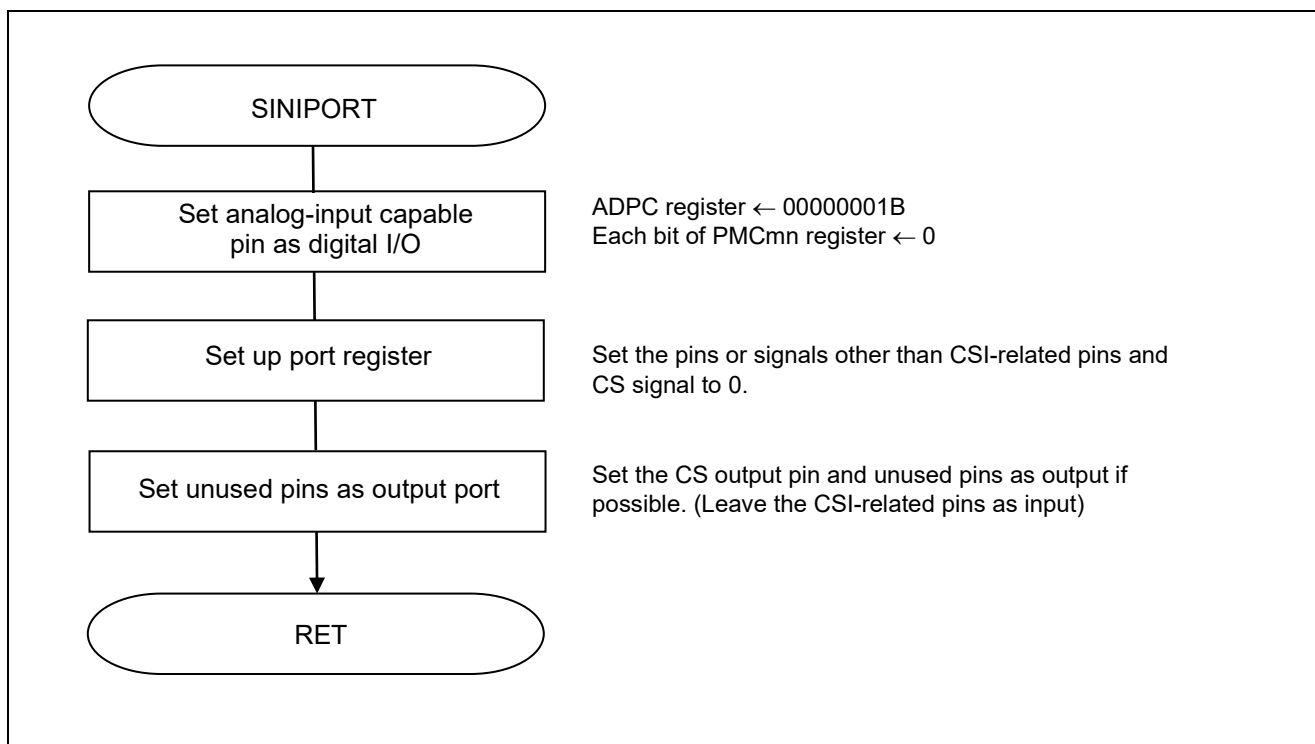 SINIPORT
Set analog-input capable
pin as digital I/O
ADPC register ← 00000001B
Each bit of PMCmn register ← 0
Set up port register
Set the pins or signals other than CSI-related pins and
CS signal to 0.
Set unused pins as output port
Set the CS output pin and unused pins as output if
possible. (Leave the CSI-related pins as input)
RET